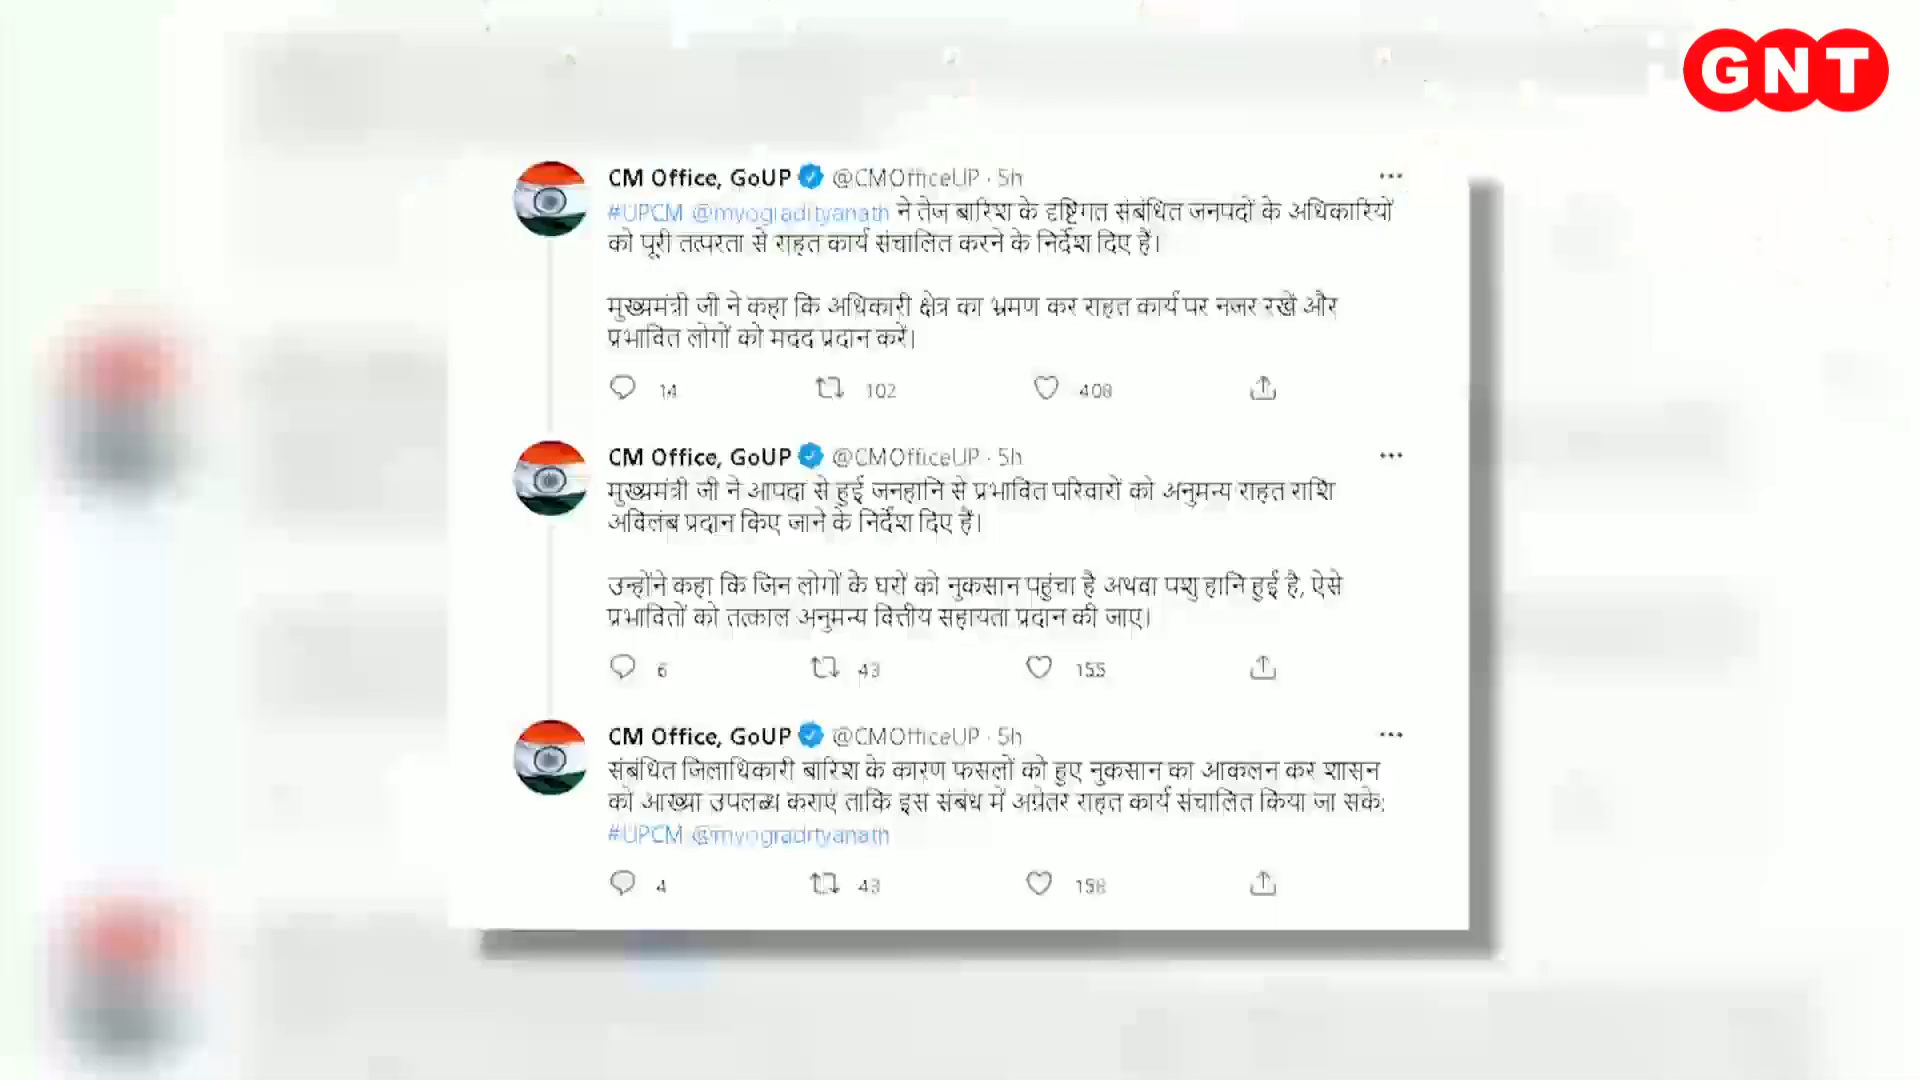 GNT
CM Office, GoUP @CMOfficeUP · 5h
#UPCM @myogiadityanath ने तेज बारिश के दृष्टिगत संबंधित जनपदों के अधिकारियों
को पूरी तत्परता से राहत कार्य संचालित करने के निर्देश दिए हैं।
मुख्यमंत्री जी ने कहा कि अधिकारी क्षेत्र का भ्रमण कर राहत कार्य पर नजर रखें और
प्रभावित लोगों को मदद प्रदान करें।
14 102 408
CM Office, GoUP @CMOfficeUP · 5h
मुख्यमंत्री जी ने आपदा से हुई जनहानि से प्रभावित परिवारों को अनुमन्य राहत राशि
अविलंब प्रदान किए जाने के निर्देश दिए हैं।
उन्होंने कहा कि जिन लोगों के घरों को नुकसान पहुंचा है अथवा पशु हानि हुई है, ऐसे
प्रभावितों को तत्काल अनुमन्य वित्तीय सहायता प्रदान की जाए।
6 43 155
CM Office, GoUP @CMOfficeUP · 5h
संबंधित जिलाधिकारी बारिश के कारण फसलों को हुए नुकसान का आकलन कर शासन
को आख्या उपलब्ध कराएं ताकि इस संबंध में अग्रेतर राहत कार्य संचालित किया जा सके:
#UPCM @myogiadityanath
4 43 158